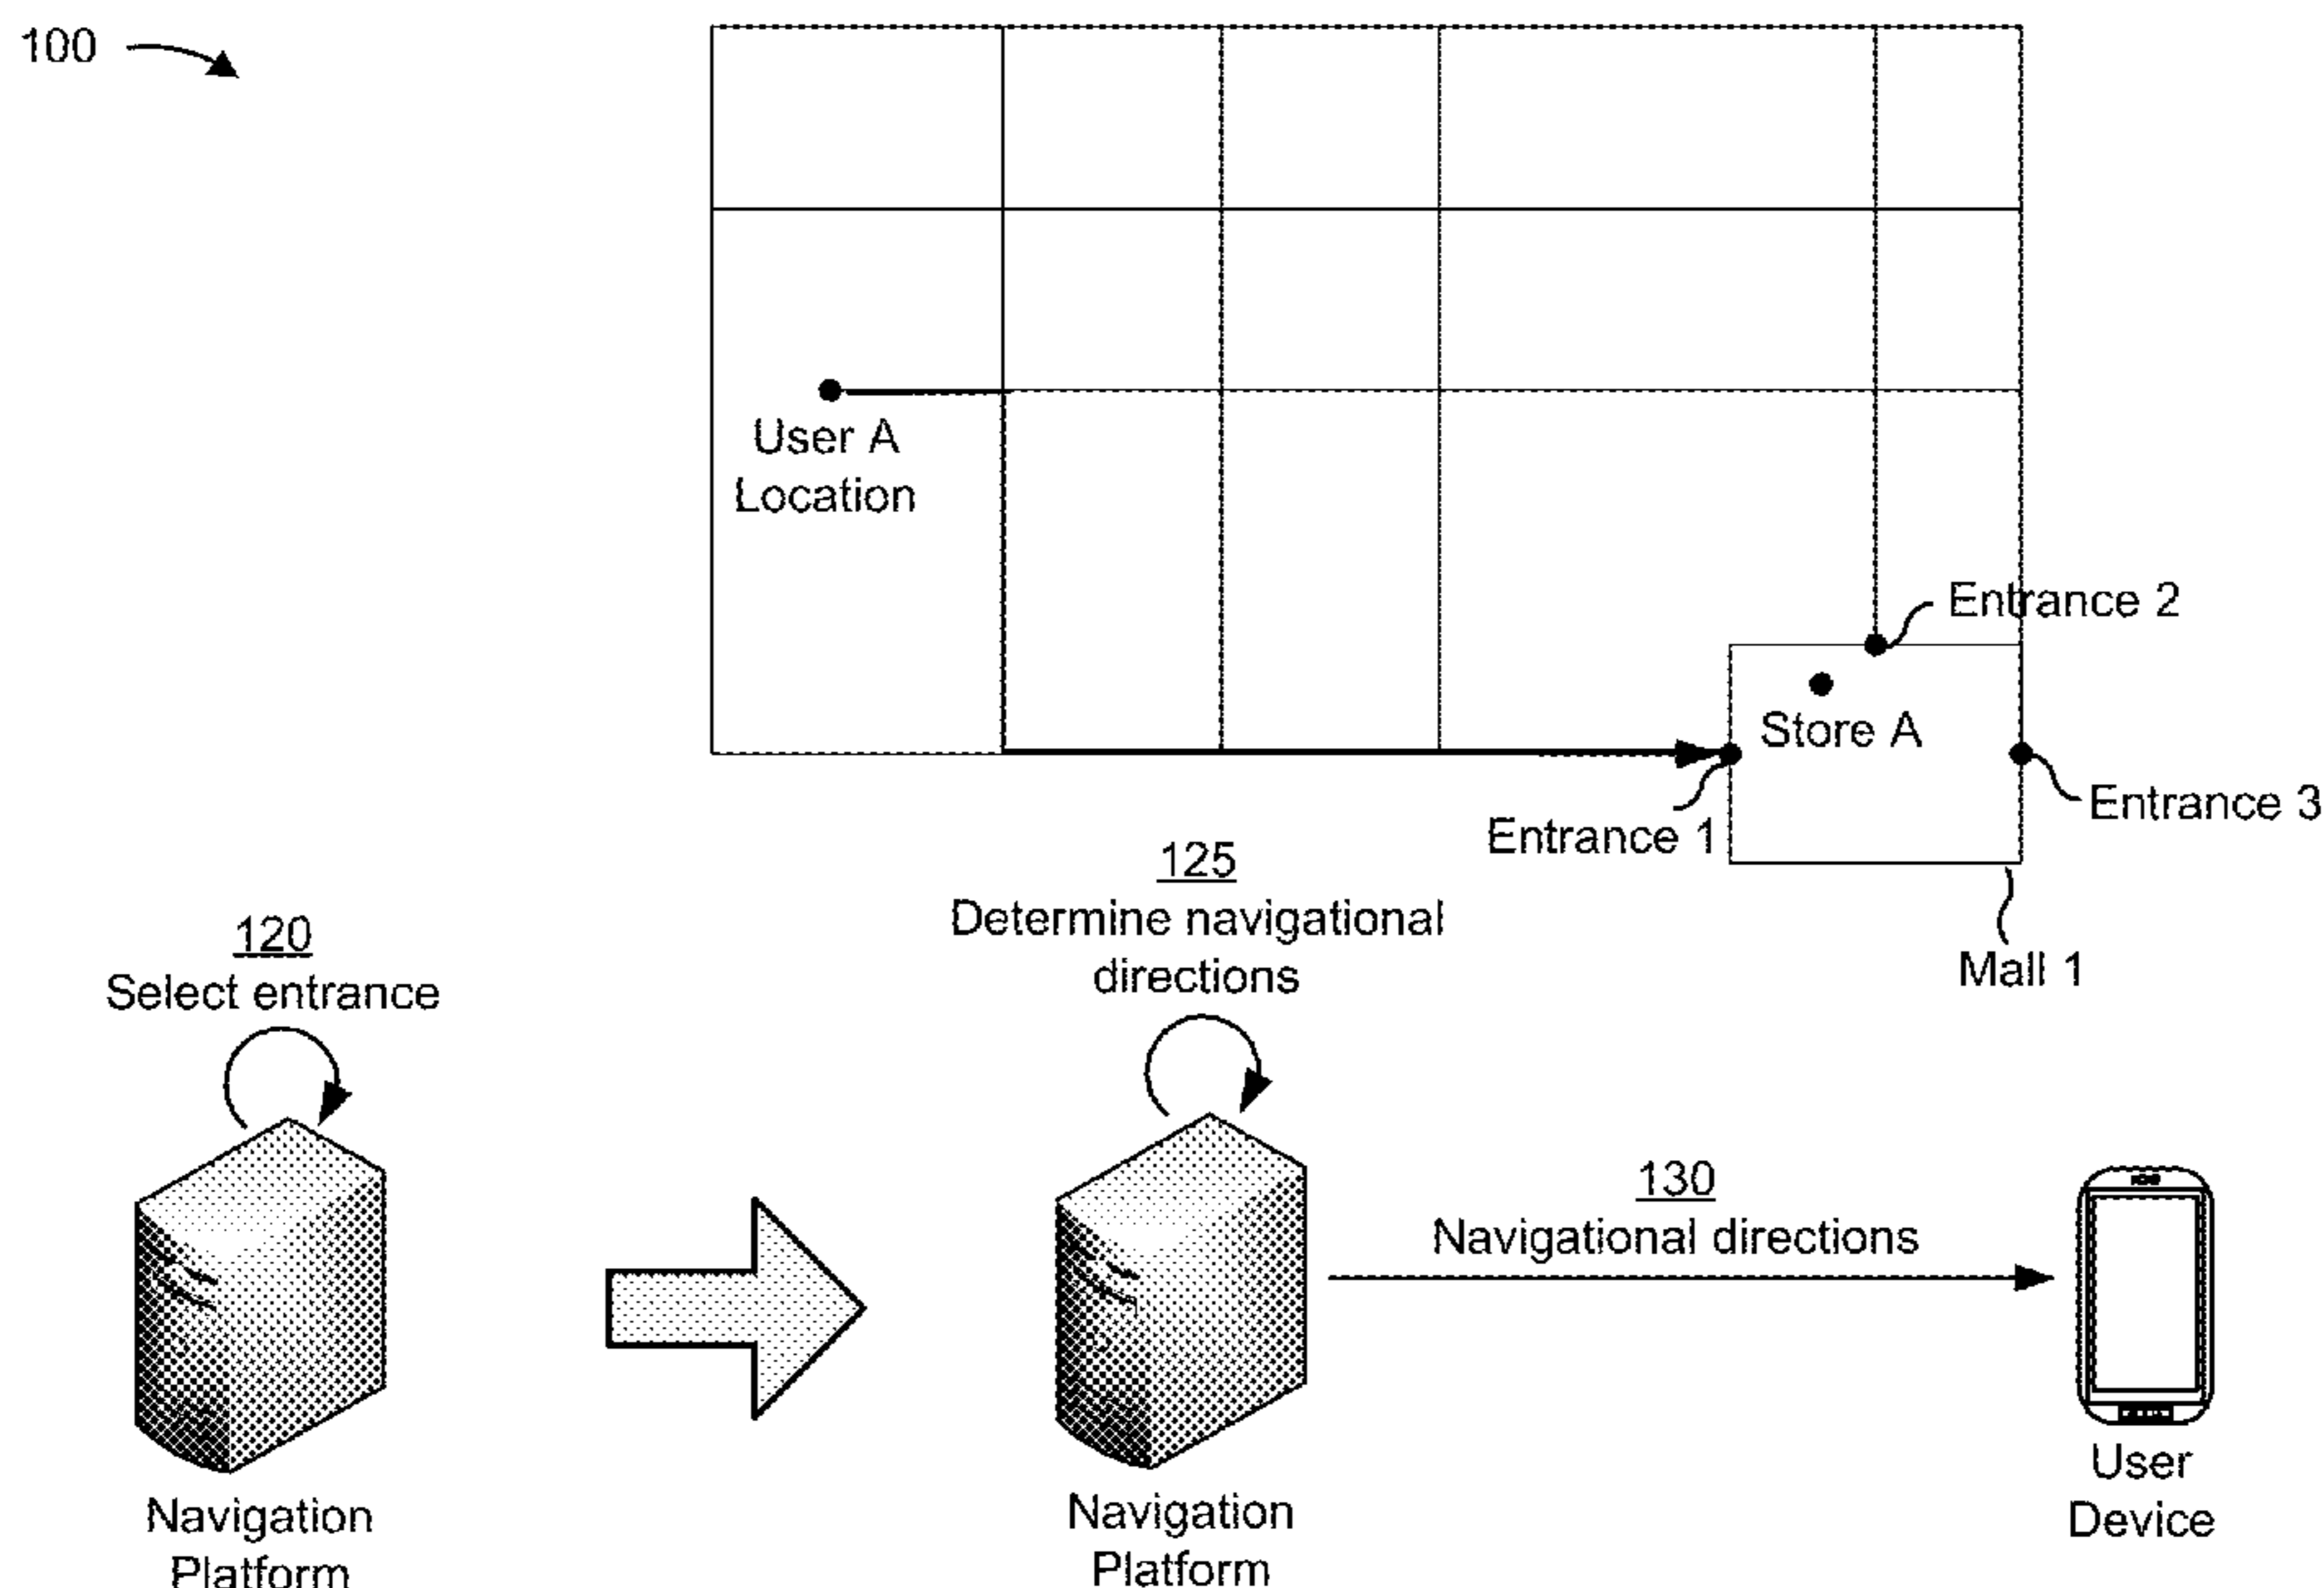 100
User A
Location
Entrance 2
Store A
Entrance 3
Entrance 1
Mall 1
125
Determine navigational
directions
120
Select entrance
130
Navigational directions
Navigation
Platform
Navigation
Platform
User
Device